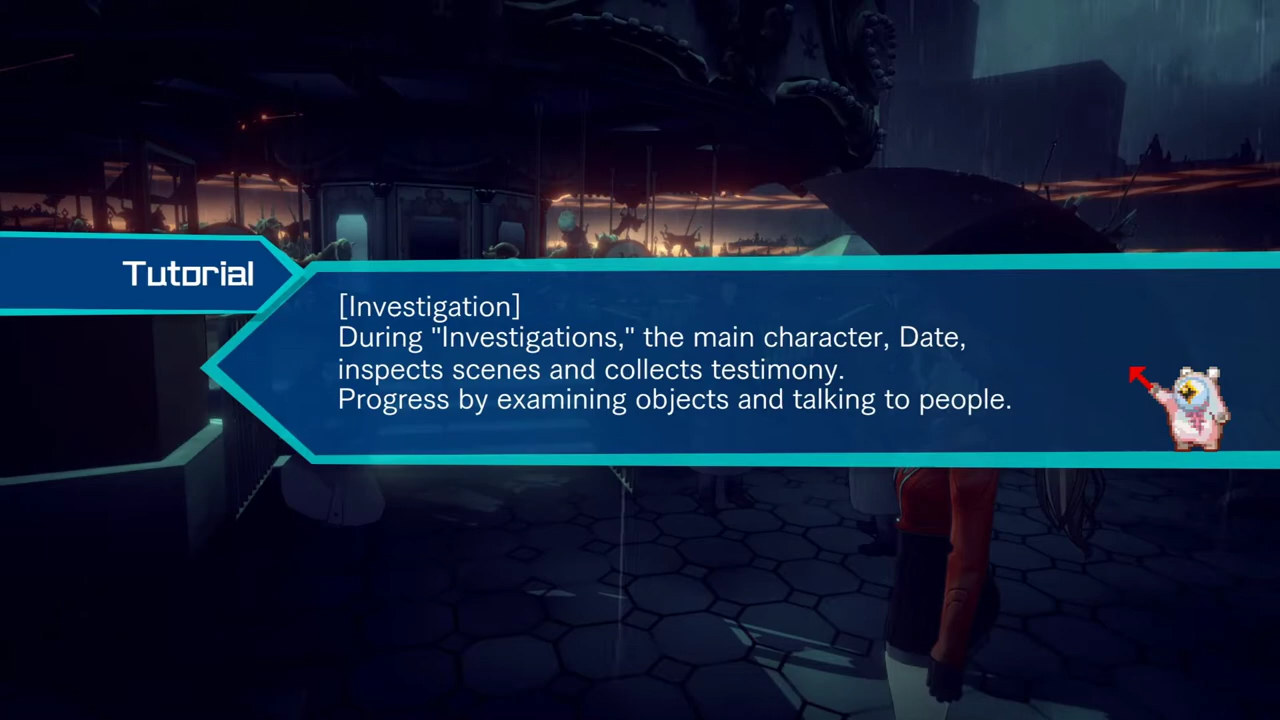 Tutorial
[Investigation]
During "Investigations," the main character, Date,
inspects scenes and collects testimony.
Progress by examining objects and talking to people.